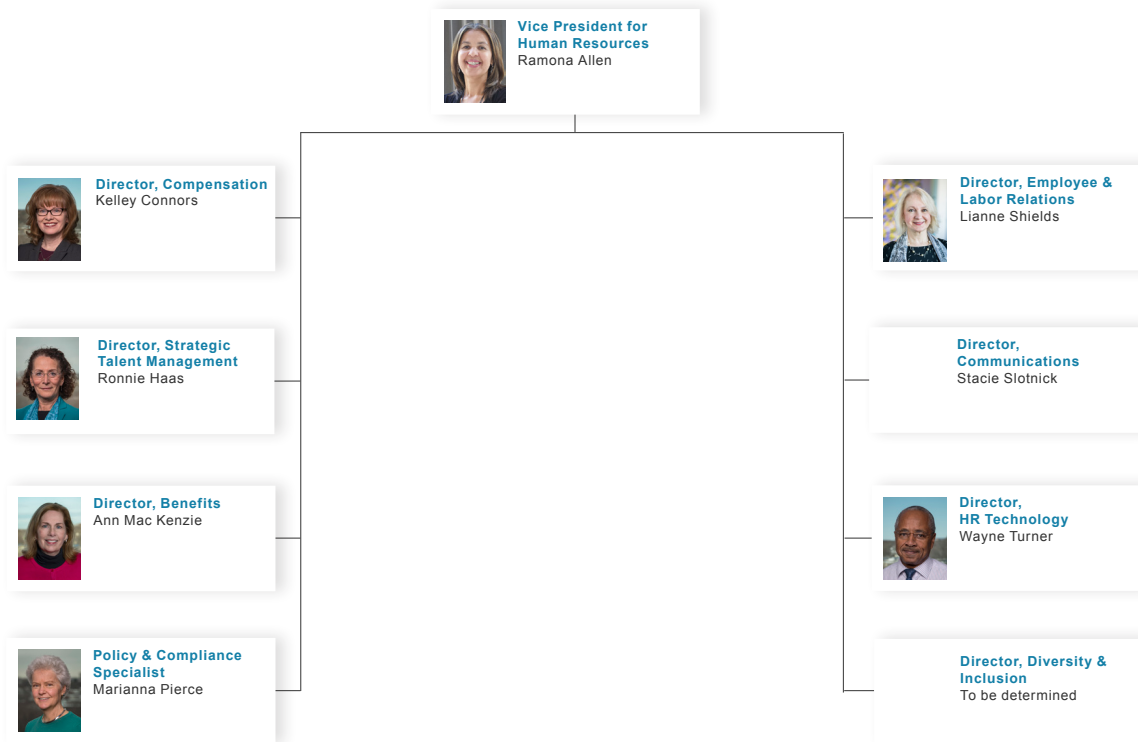 Vice President for
Human Resources
Ramona Allen
Director, Compensation
Kelley Connors
Director, Employee &
Labor Relations
Lianne Shields
Director, Strategic
Talent Management
Ronnie Haas
Director,
Communications
Stacie Slotnick
Director, Benefits
Ann Mac Kenzie
Director,
HR Technology
Wayne Turner
Policy & Compliance
Specialist
Marianna Pierce
Director, Diversity &
Inclusion
To be determined